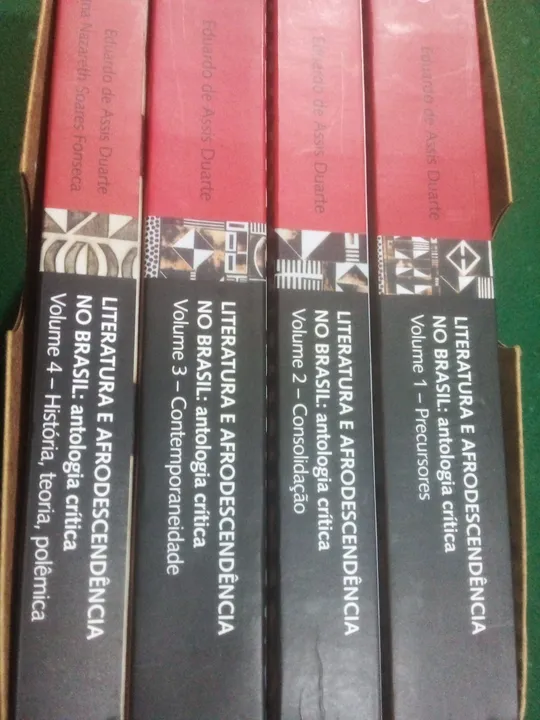 Eduardo de Assis Duarte
Nazareth Soares Fonseca
LITERATURA E AFRODESCENDÊNCIA
NO BRASIL: antologia crítica
Volume 4 – História, teoria, polêmica
Eduardo de Assis Duarte
LITERATURA E AFRODESCENDÊNCIA
NO BRASIL: antologia crítica
Volume 3 – Contemporaneidade
Eduardo de Assis Duarte
LITERATURA E AFRODESCENDÊNCIA
NO BRASIL: antologia crítica
Volume 2 – Consolidação
Eduardo de Assis Duarte
LITERATURA E AFRODESCENDÊNCIA
NO BRASIL: antologia crítica
Volume 1 – Precursores